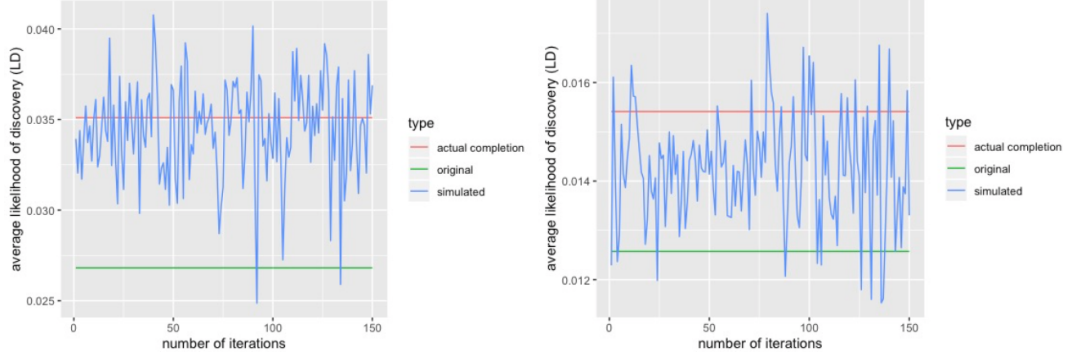 average likelihood of discovery (LD)
0.040
0.035
0.030
0.025
0
50
100
150
number of iterations
type
actual completion
original
simulated
average likelihood of discovery (LD)
0.016
0.014
0.012
0
50
100
150
number of iterations
type
actual completion
original
simulated